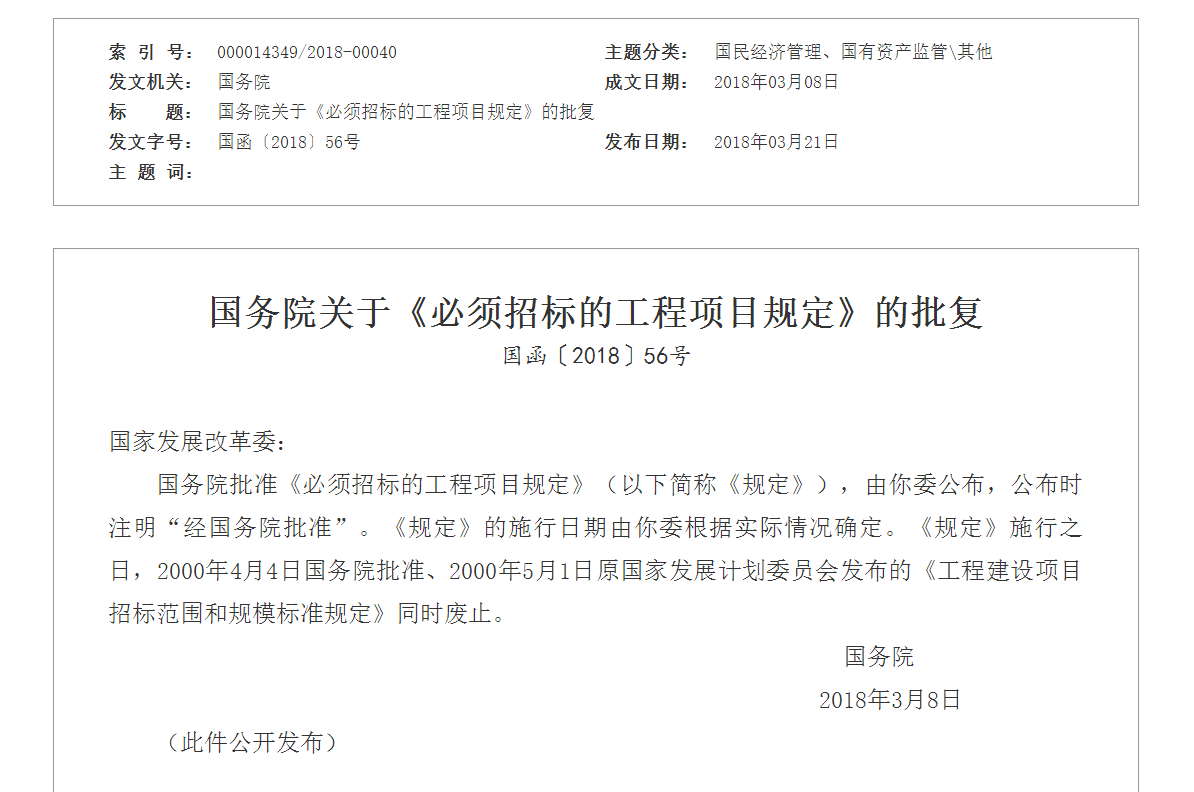 索 引 号： 000014349/2018-00040 主题分类： 国民经济管理、国有资产监管\其他
发文机关： 国务院 成文日期： 2018年03月08日
标 题： 国务院关于《必须招标的工程项目规定》的批复
发文字号： 国函〔2018〕56号 发布日期： 2018年03月21日
主 题 词：
国务院关于《必须招标的工程项目规定》的批复
国函〔2018〕56号
国家发展改革委：
国务院批准《必须招标的工程项目规定》（以下简称《规定》），由你委公布，公布时
注明“经国务院批准”。《规定》的施行日期由你委根据实际情况确定。《规定》施行之
日，2000年4月4日国务院批准、2000年5月1日原国家发展计划委员会发布的《工程建设项目
招标范围和规模标准规定》同时废止。
国务院
2018年3月8日
（此件公开发布）